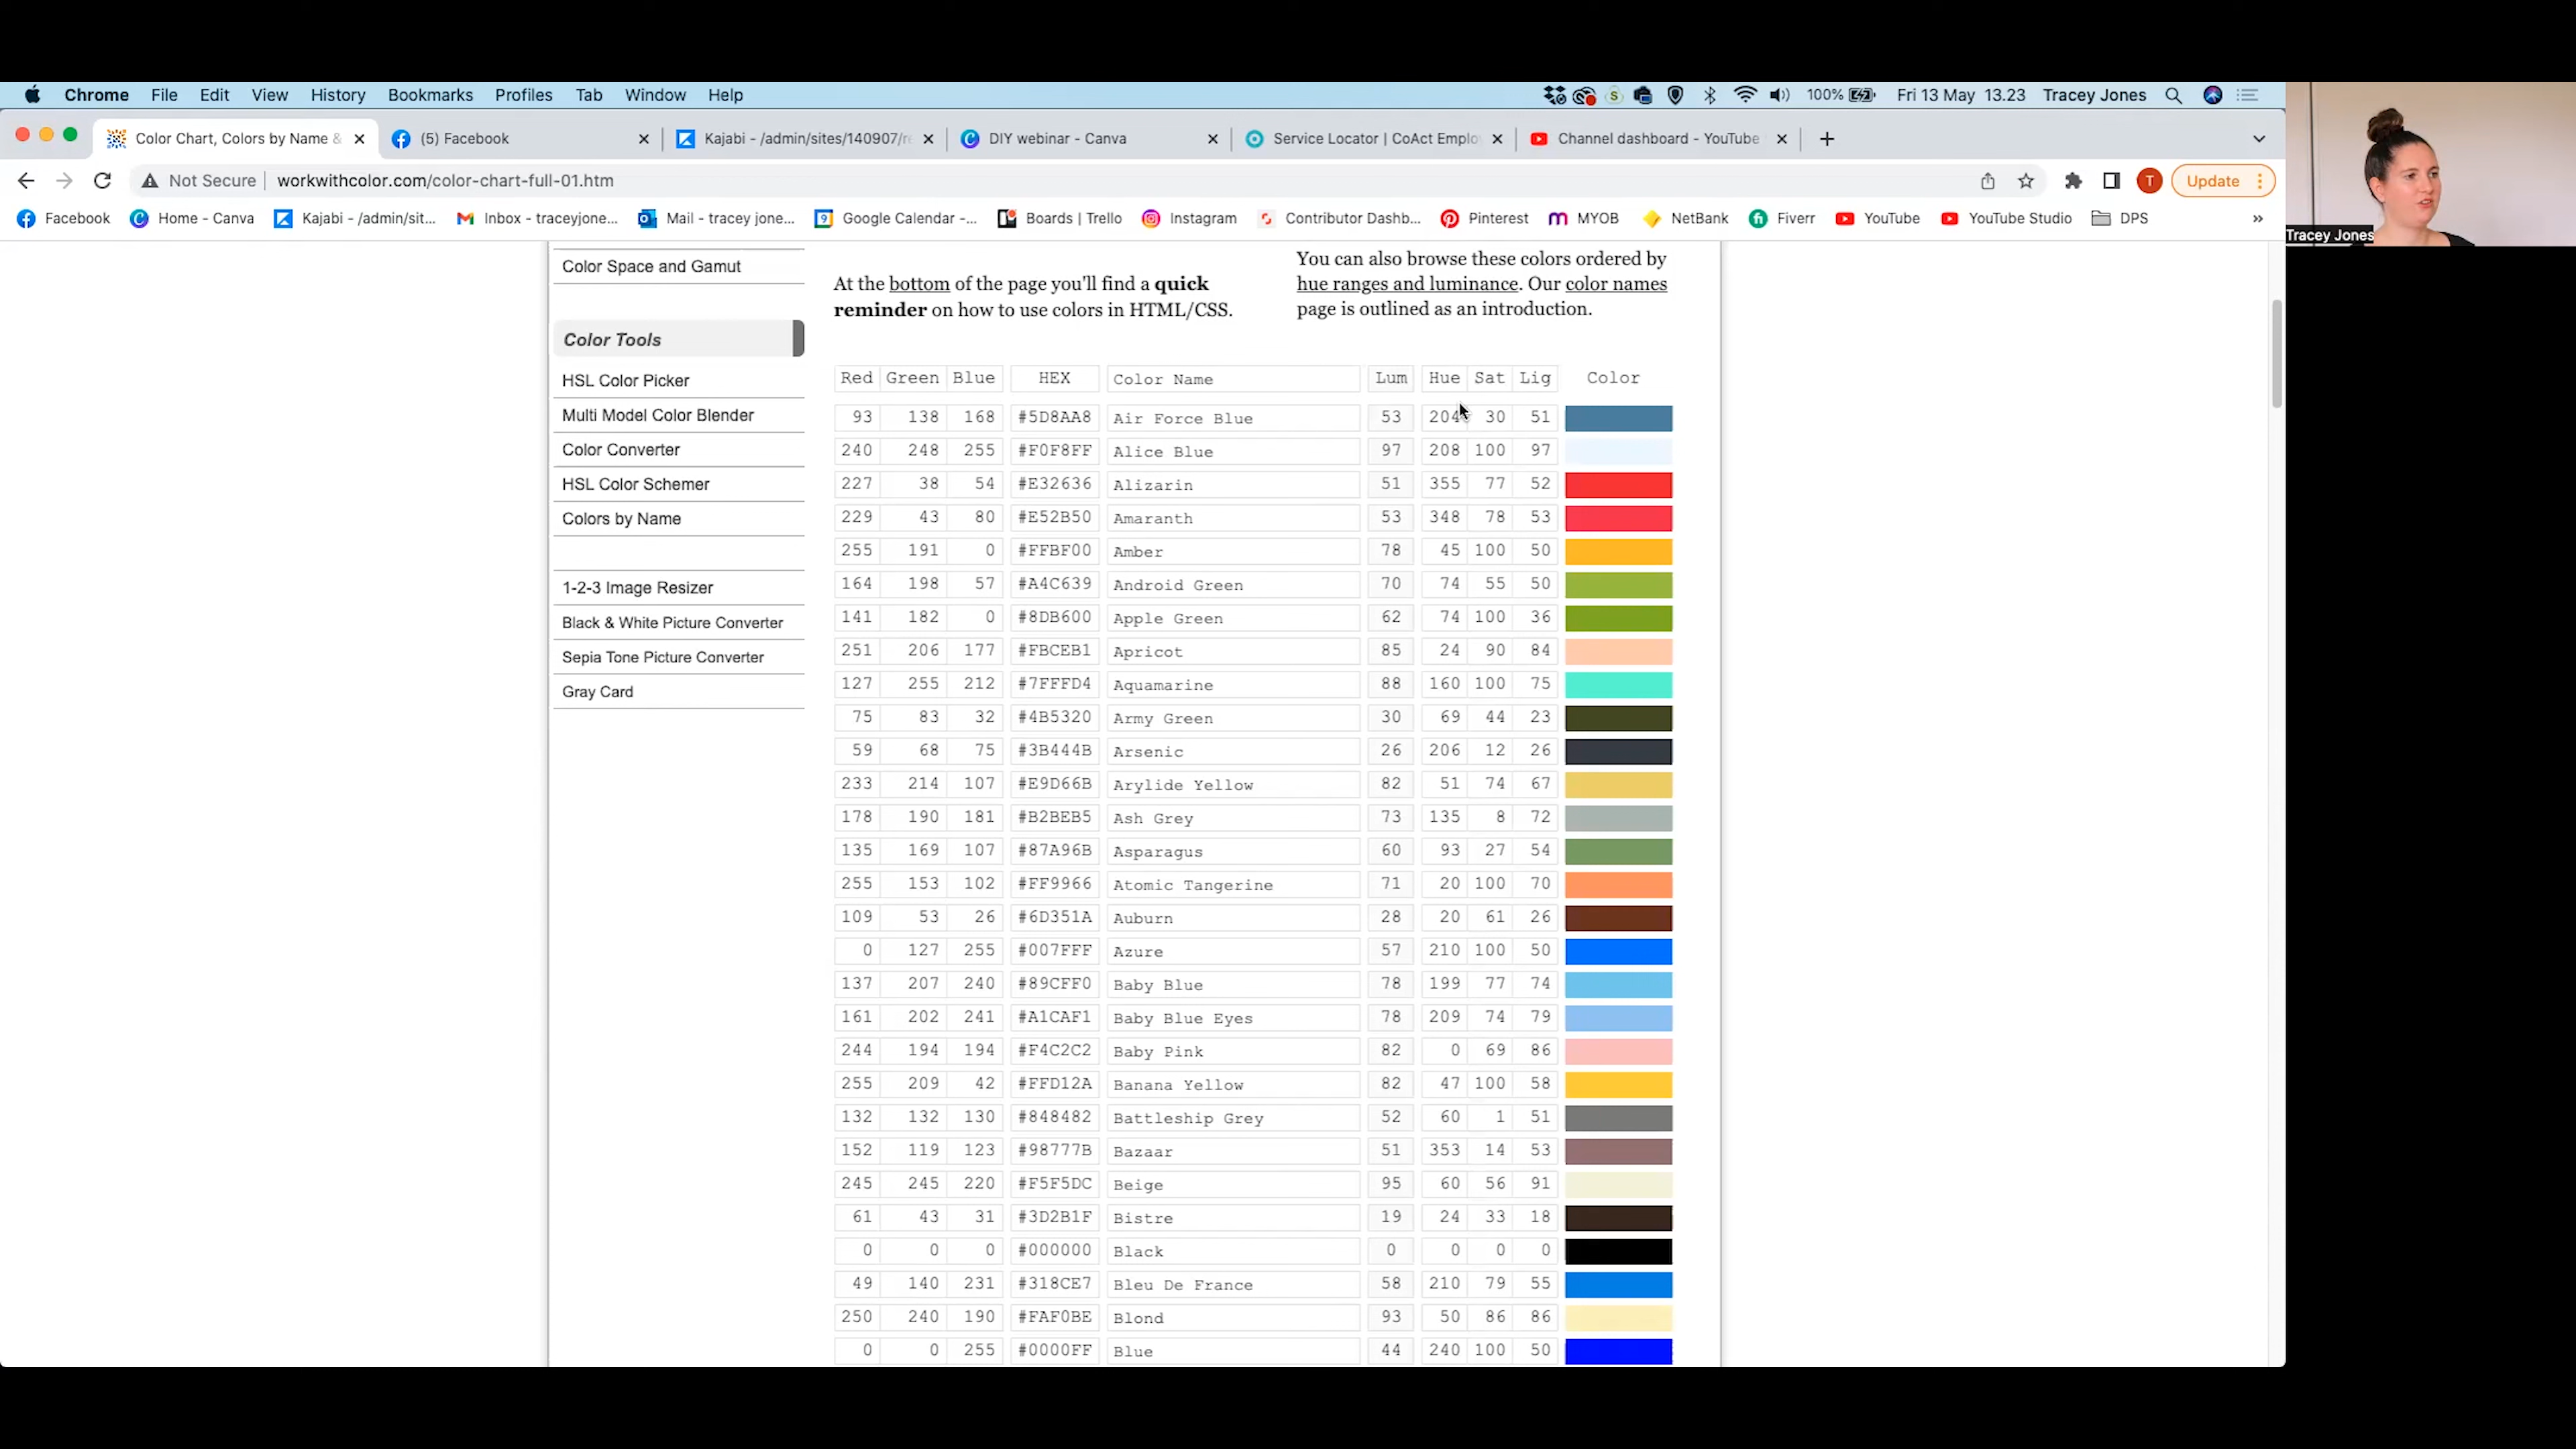 Chrome File Edit View History Bookmarks Profiles Tab Window Help 100% Fri 13 May 13.23 Tracey Jones
Color Chart, Colors by Name & (5) Facebook Kajabi - /admin/sites/140907/re DIY webinar - Canva Service Locator | CoAct Emplo YouTube Channel dashboard - YouTube
Not Secure workwithcolor.com/color-chart-full-01.htm T Update
Facebook Home - Canva Kajabi - /admin/sit... Inbox - traceyjone... Mail - tracey jone... Google Calendar -... Boards | Trello Instagram Contributor Dashb... Pinterest MYOB NetBank Fiverr YouTube YouTube Studio DPS »
Tracey Jones
Color Space and Gamut
Color Tools
HSL Color Picker
Multi Model Color Blender
Color Converter
HSL Color Schemer
Colors by Name
1-2-3 Image Resizer
Black & White Picture Converter
Sepia Tone Picture Converter
Gray Card
At the bottom of the page you'll find a quick
reminder on how to use colors in HTML/CSS.
You can also browse these colors ordered by
hue ranges and luminance. Our color names
page is outlined as an introduction.
Red Green Blue HEX Color Name Lum Hue Sat Lig Color
93 138 168 #5D8AA8 Air Force Blue 53 204 30 51
240 248 255 #F0F8FF Alice Blue 97 208 100 97
227 38 54 #E32636 Alizarin 51 355 77 52
229 43 80 #E52B50 Amaranth 53 348 78 53
255 191 0 #FFBF00 Amber 78 45 100 50
164 198 57 #A4C639 Android Green 70 74 55 50
141 182 0 #8DB600 Apple Green 62 74 100 36
251 206 177 #FBCEB1 Apricot 85 24 90 84
127 255 212 #7FFFD4 Aquamarine 88 160 100 75
75 83 32 #4B5320 Army Green 30 69 44 23
59 68 75 #3B444B Arsenic 26 206 12 26
233 214 107 #E9D66B Arylide Yellow 82 51 74 67
178 190 181 #B2BEB5 Ash Grey 73 135 8 72
135 169 107 #87A96B Asparagus 60 93 27 54
255 153 102 #FF9966 Atomic Tangerine 71 20 100 70
109 53 26 #6D351A Auburn 28 20 61 26
0 127 255 #007FFF Azure 57 210 100 50
137 207 240 #89CFF0 Baby Blue 78 199 77 74
161 202 241 #A1CAF1 Baby Blue Eyes 78 209 74 79
244 194 194 #F4C2C2 Baby Pink 82 0 69 86
255 209 42 #FFD12A Banana Yellow 82 47 100 58
132 132 130 #848482 Battleship Grey 52 60 1 51
152 119 123 #98777B Bazaar 51 353 14 53
245 245 220 #F5F5DC Beige 95 60 56 91
61 43 31 #3D2B1F Bistre 19 24 33 18
0 0 0 #000000 Black 0 0 0 0
49 140 231 #318CE7 Bleu De France 58 210 79 55
250 240 190 #FAF0BE Blond 93 50 86 86
0 0 255 #0000FF Blue 44 240 100 50